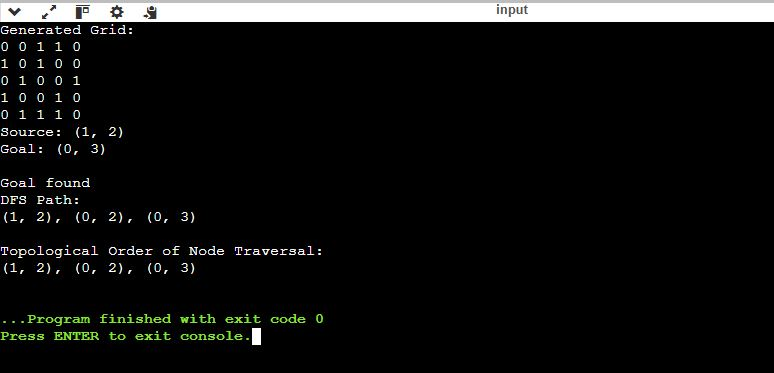 input
Generated Grid:
0 0 1 1 0
1 0 1 0 0
0 1 0 0 1
1 0 0 1 0
0 1 1 1 0
Source: (1, 2)
Goal: (0, 3)
Goal found
DFS Path:
(1, 2), (0, 2), (0, 3)
Topological Order of Node Traversal:
(1, 2), (0, 2), (0, 3)
...Program finished with exit code 0
Press ENTER to exit console.